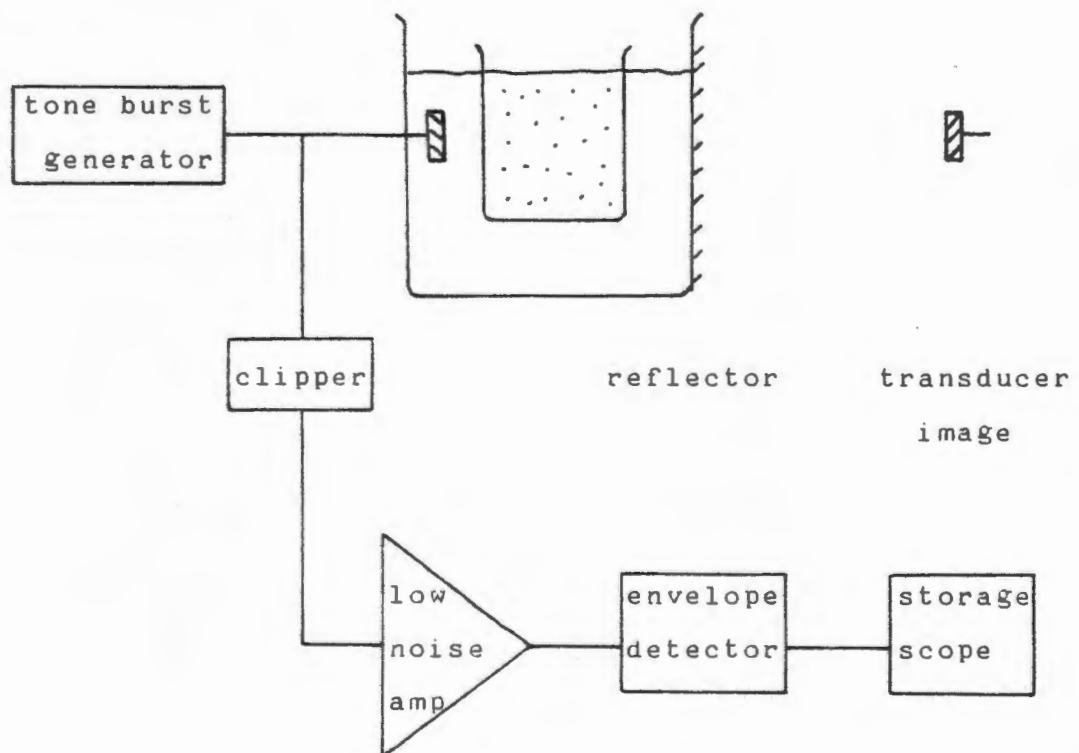 tone burst
generator
clipper
reflector
transducer
image
low
noise
amp
envelope
detector
storage
scope